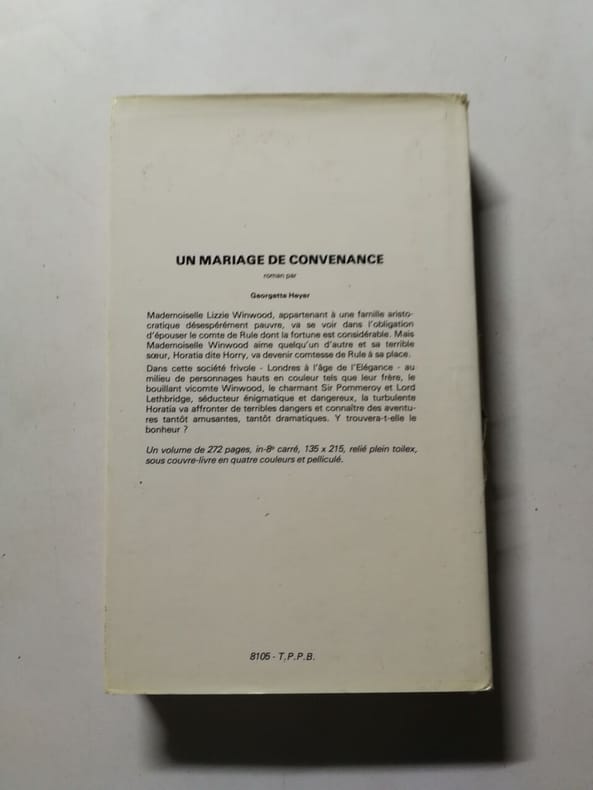 UN MARIAGE DE CONVENANCE
roman par
Georgette Heyer
Mademoiselle Lizzie Winwood, appartenant à une famille aristo-
cratique désespérément pauvre, va se voir dans l'obligation
d'épouser le comte de Rule dont la fortune est considérable. Mais
Mademoiselle Winwood aime quelqu'un d'autre et sa terrible
sœur, Horatia dite Horry, va devenir comtesse de Rule à sa place.
Dans cette société frivole - Londres à l'âge de l'Elégance - au
milieu de personnages hauts en couleur tels que leur frère, le
bouillant vicomte Winwood, le charmant Sir Pommeroy et Lord
Lethbridge, séducteur énigmatique et dangereux, la turbulente
Horatia va affronter de terribles dangers et connaître des aventu-
res tantôt amusantes, tantôt dramatiques. Y trouvera-t-elle le
bonheur ?
Un volume de 272 pages, in-8º carré, 135 x 215, relié plein toilex,
sous couvre-livre en quatre couleurs et pelliculé.
8105 - T.P.P.B.